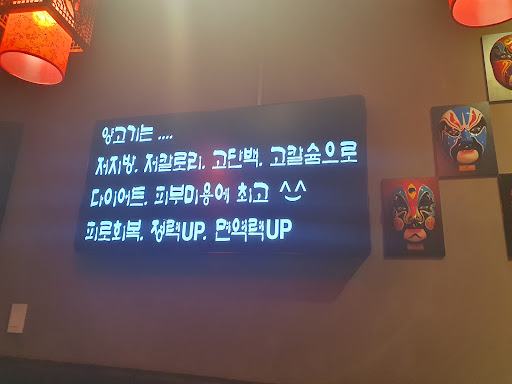 양고기는....
저지방. 저칼로리. 고단백. 고칼슘으로
다이어트. 피부미용에 최고 ^^
피로회복. 정력UP. 면역력UP